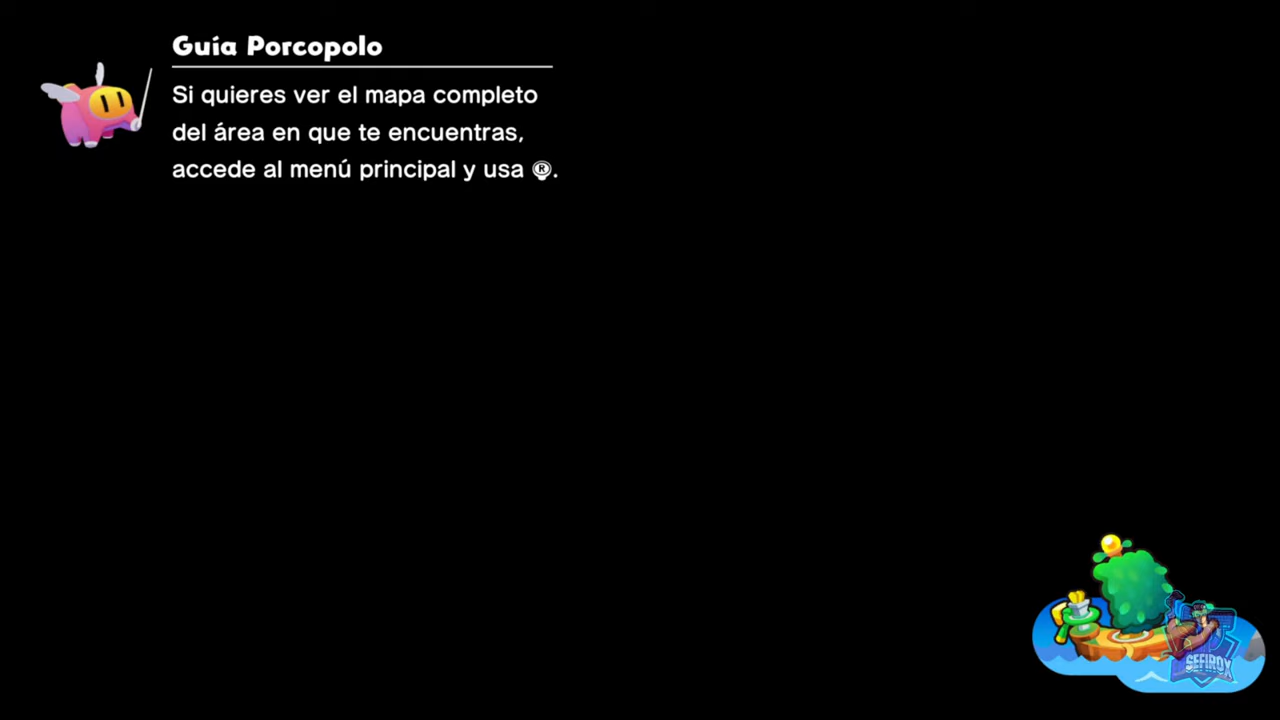 Guía Porcopolo
Si quieres ver el mapa completo
del área en que te encuentras,
accede al menú principal y usa Ⓡ.
SEFIROX